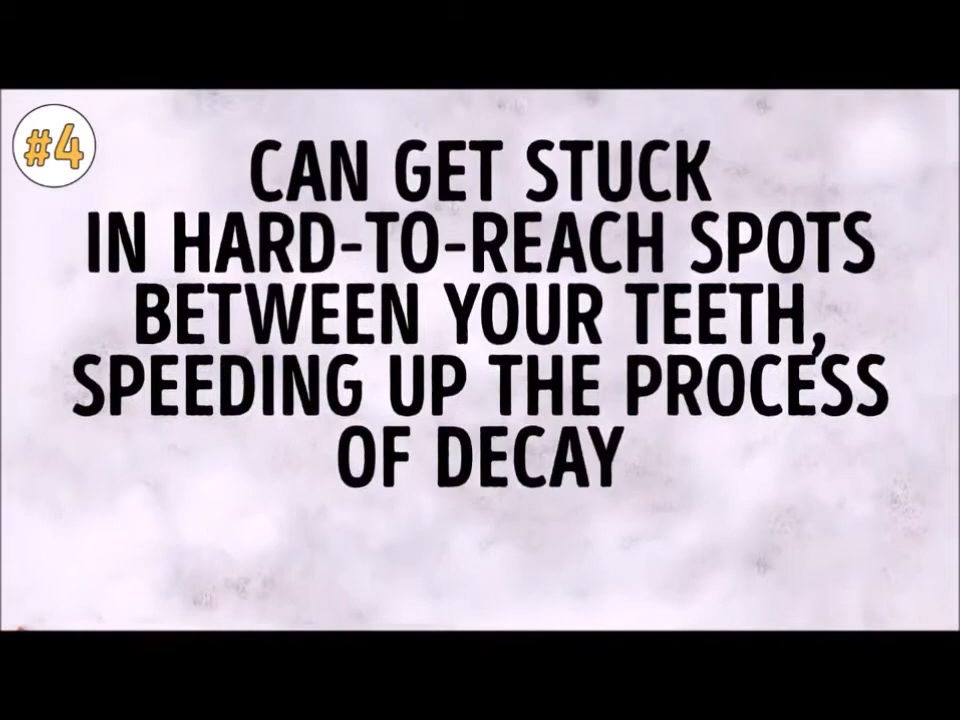 #4
CAN GET STUCK
IN HARD-TO-REACH SPOTS
BETWEEN YOUR TEETH,
SPEEDING UP THE PROCESS
OF DECAY